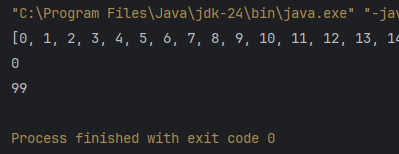 "C:\Program Files\Java\jdk-24\bin\java.exe" "-jav
[0, 1, 2, 3, 4, 5, 6, 7, 8, 9, 10, 11, 12, 13, 14
0
99
Process finished with exit code 0